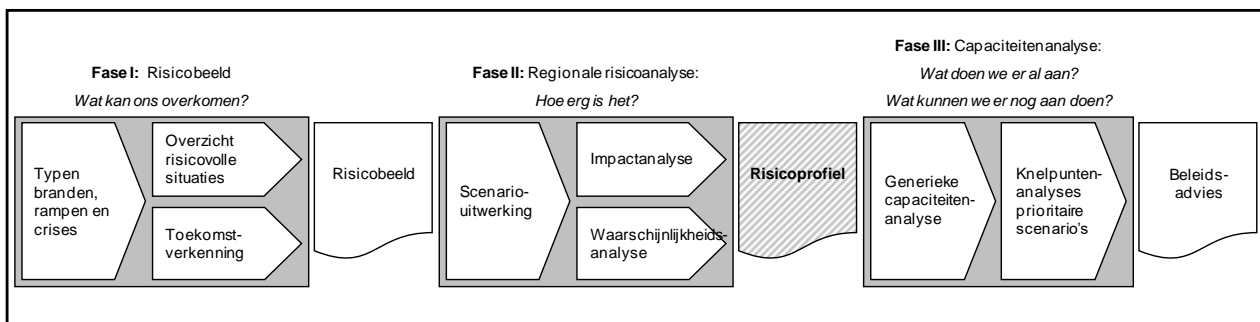 Fase I: Risicobeeld
Wat kan ons overkomen?
Typen
branden,
rampen en
crises
Overzicht
risicovolle
situaties
Toekomst-
verkenning
Risicobeeld
Fase II: Regionale risicoanalyse:
Hoe erg is het?
Scenario-
uitwerking
Impactanalyse
Waarschijnlijkheids-
analyse
Risicoprofiel
Fase III: Capaciteitenanalyse:
Wat doen we er al aan?
Wat kunnen we er nog aan doen?
Generieke
capaciteiten-
analyse
Knelpunten-
analyses
prioritaire
scenario's
Beleids-
advies